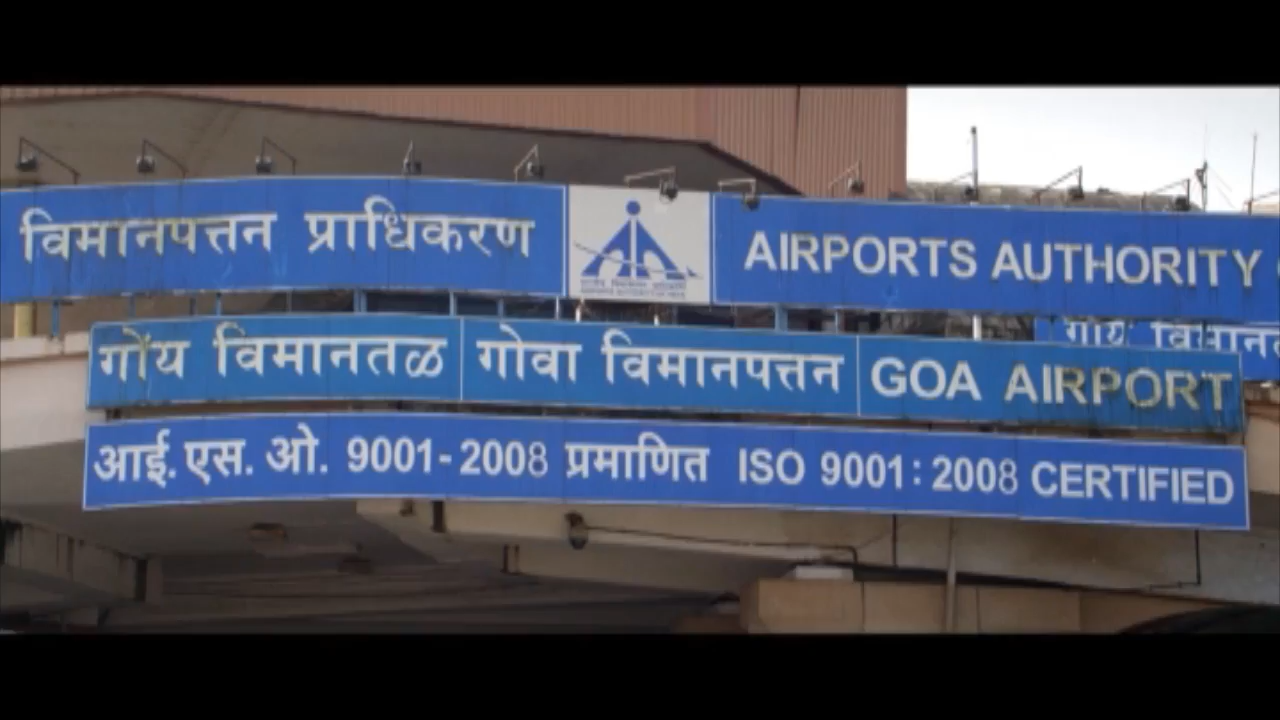 विमानपत्तन प्राधिकरण AIRPORTS AUTHORITY
गोंय विमानतळ गोवा विमानपत्तन GOA AIRPORT
गोंय
आई.एस.ओ. 9001-2008 प्रमाणित ISO 9001:2008 CERTIFIED